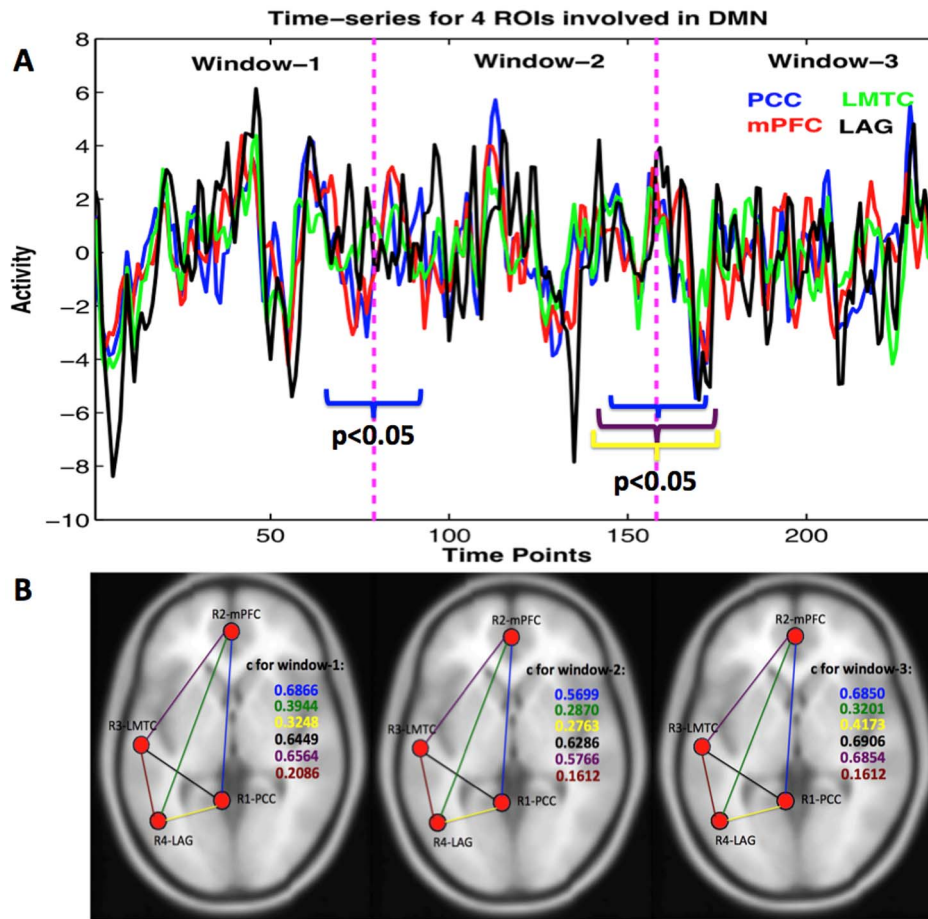 Time–series for 4 ROIs involved in DMN
A
Window–1
Window–2
Window–3
PCC
LMTC
mPFC
LAG
Activity
8
6
4
2
0
−2
−4
−6
−8
−10
p<0.05
p<0.05
50
100
150
200
Time Points
B
R2-mPFC
c for window-1:
0.6866
0.3944
0.3248
0.6449
0.6564
0.2086
R3-LMTC
R1-PCC
R4-LAG
R2-mPFC
c for window-2:
0.5699
0.2870
0.2763
0.6286
0.5766
0.1612
R3-LMTC
R1-PCC
R4-LAG
R2-mPFC
c for window-3:
0.6850
0.3201
0.4173
0.6906
0.6854
0.1612
R3-LMTC
R1-PCC
R4-LAG